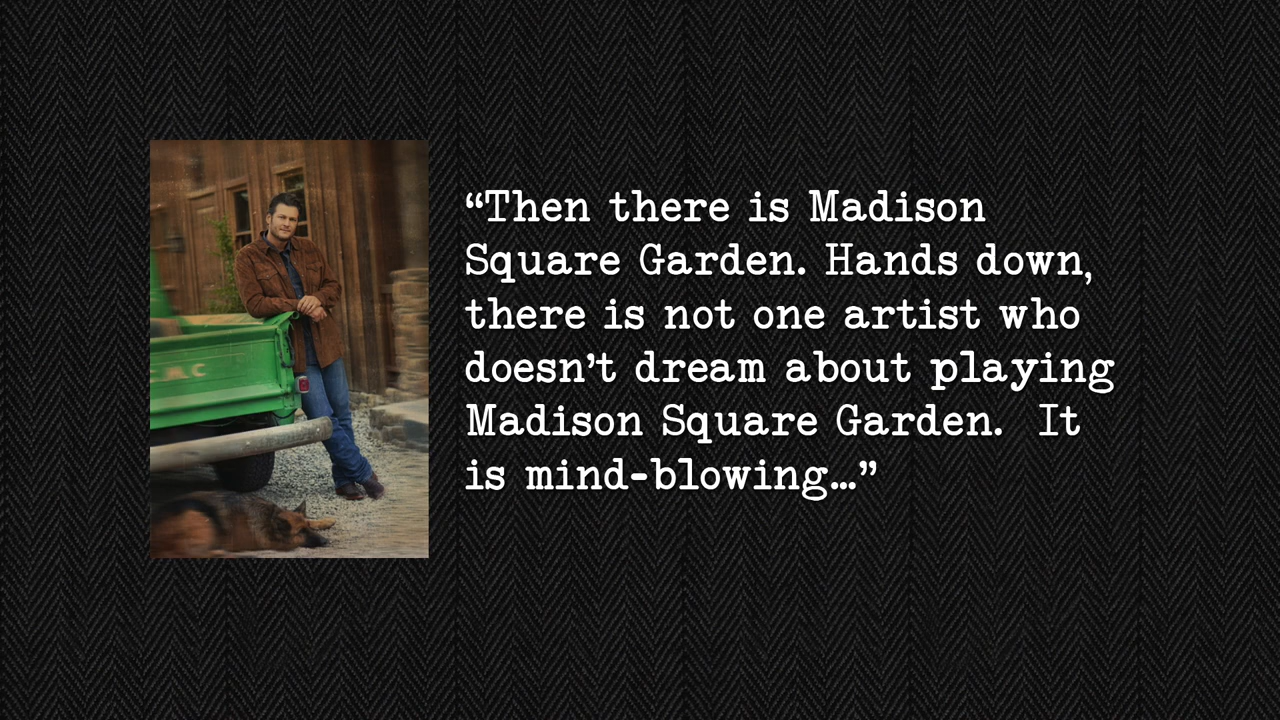 “Then there is Madison
Square Garden. Hands down,
there is not one artist who
doesn’t dream about playing
Madison Square Garden.  It
is mind-blowing…”